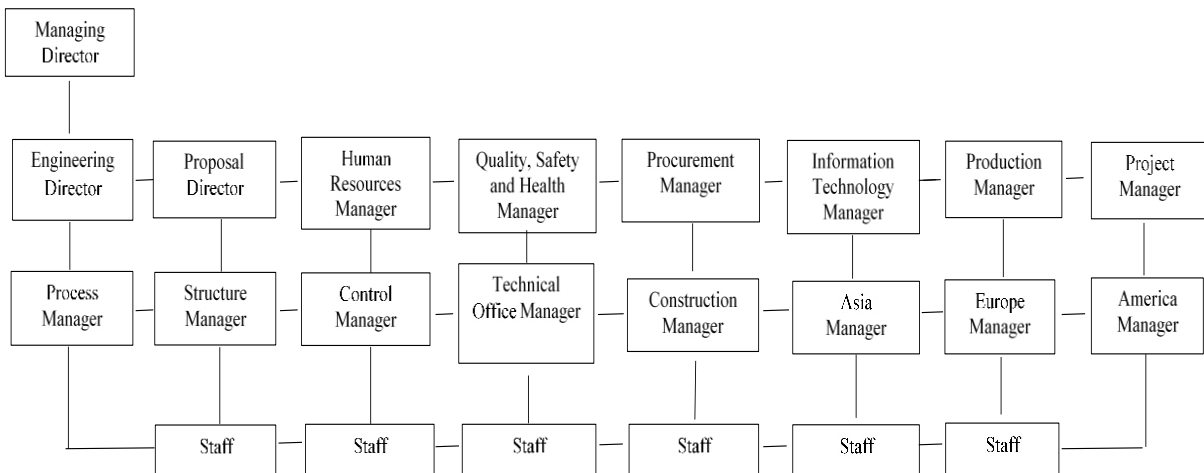 Managing
Director
Engineering
Director
Proposal
Director
Human
Resources
Manager
Quality, Safety
and Health
Manager
Procurement
Manager
Information
Technology
Manager
Production
Manager
Project
Manager
Process
Manager
Structure
Manager
Control
Manager
Technical
Office Manager
Construction
Manager
Asia
Manager
Europe
Manager
America
Manager
Staff
Staff
Staff
Staff
Staff
Staff